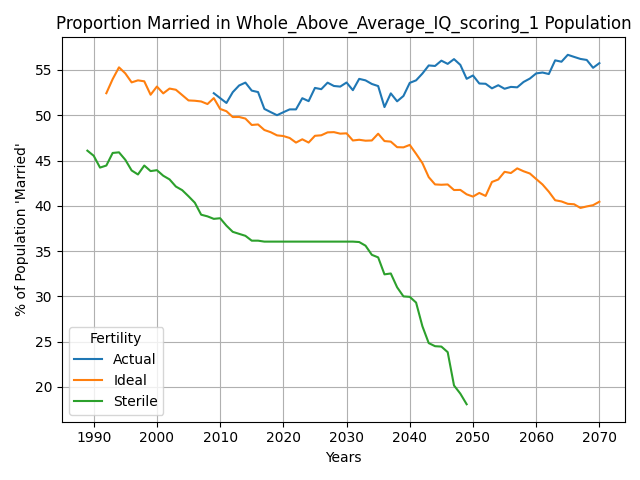 Proportion Married in Whole_Above_Average_IQ_scoring_1 Population
% of Population 'Married'
55
50
45
40
35
30
25
20
Fertility
Actual
Ideal
Sterile
1990 2000 2010 2020 2030 2040 2050 2060 2070
Years